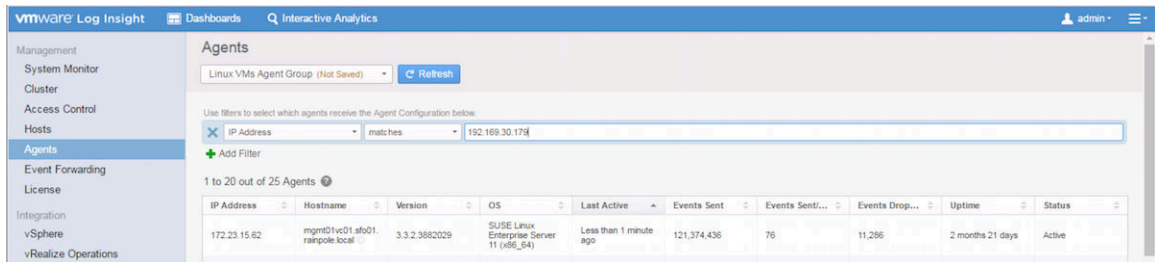 vmware Log Insight Dashboards Interactive Analytics admin
Management
System Monitor
Cluster
Access Control
Hosts
Agents
Event Forwarding
License
Integration
vSphere
vRealize Operations
Agents
Linux VMs Agent Group (Not Saved) Refresh
Use filters to select which agents receive the Agent Configuration below.
IP Address matches 192.169.30.179
Add Filter
1 to 20 out of 25 Agents
IP Address Hostname Version OS Last Active Events Sent Events Sent/... Events Drop... Uptime Status
172.23.15.62 mgmt01vc01.sfo01.rainpole.local 3.3.2.3882029 SUSE Linux Enterprise Server 11 (x86_64) Less than 1 minute ago 121,374,436 76 11,286 2 months 21 days Active